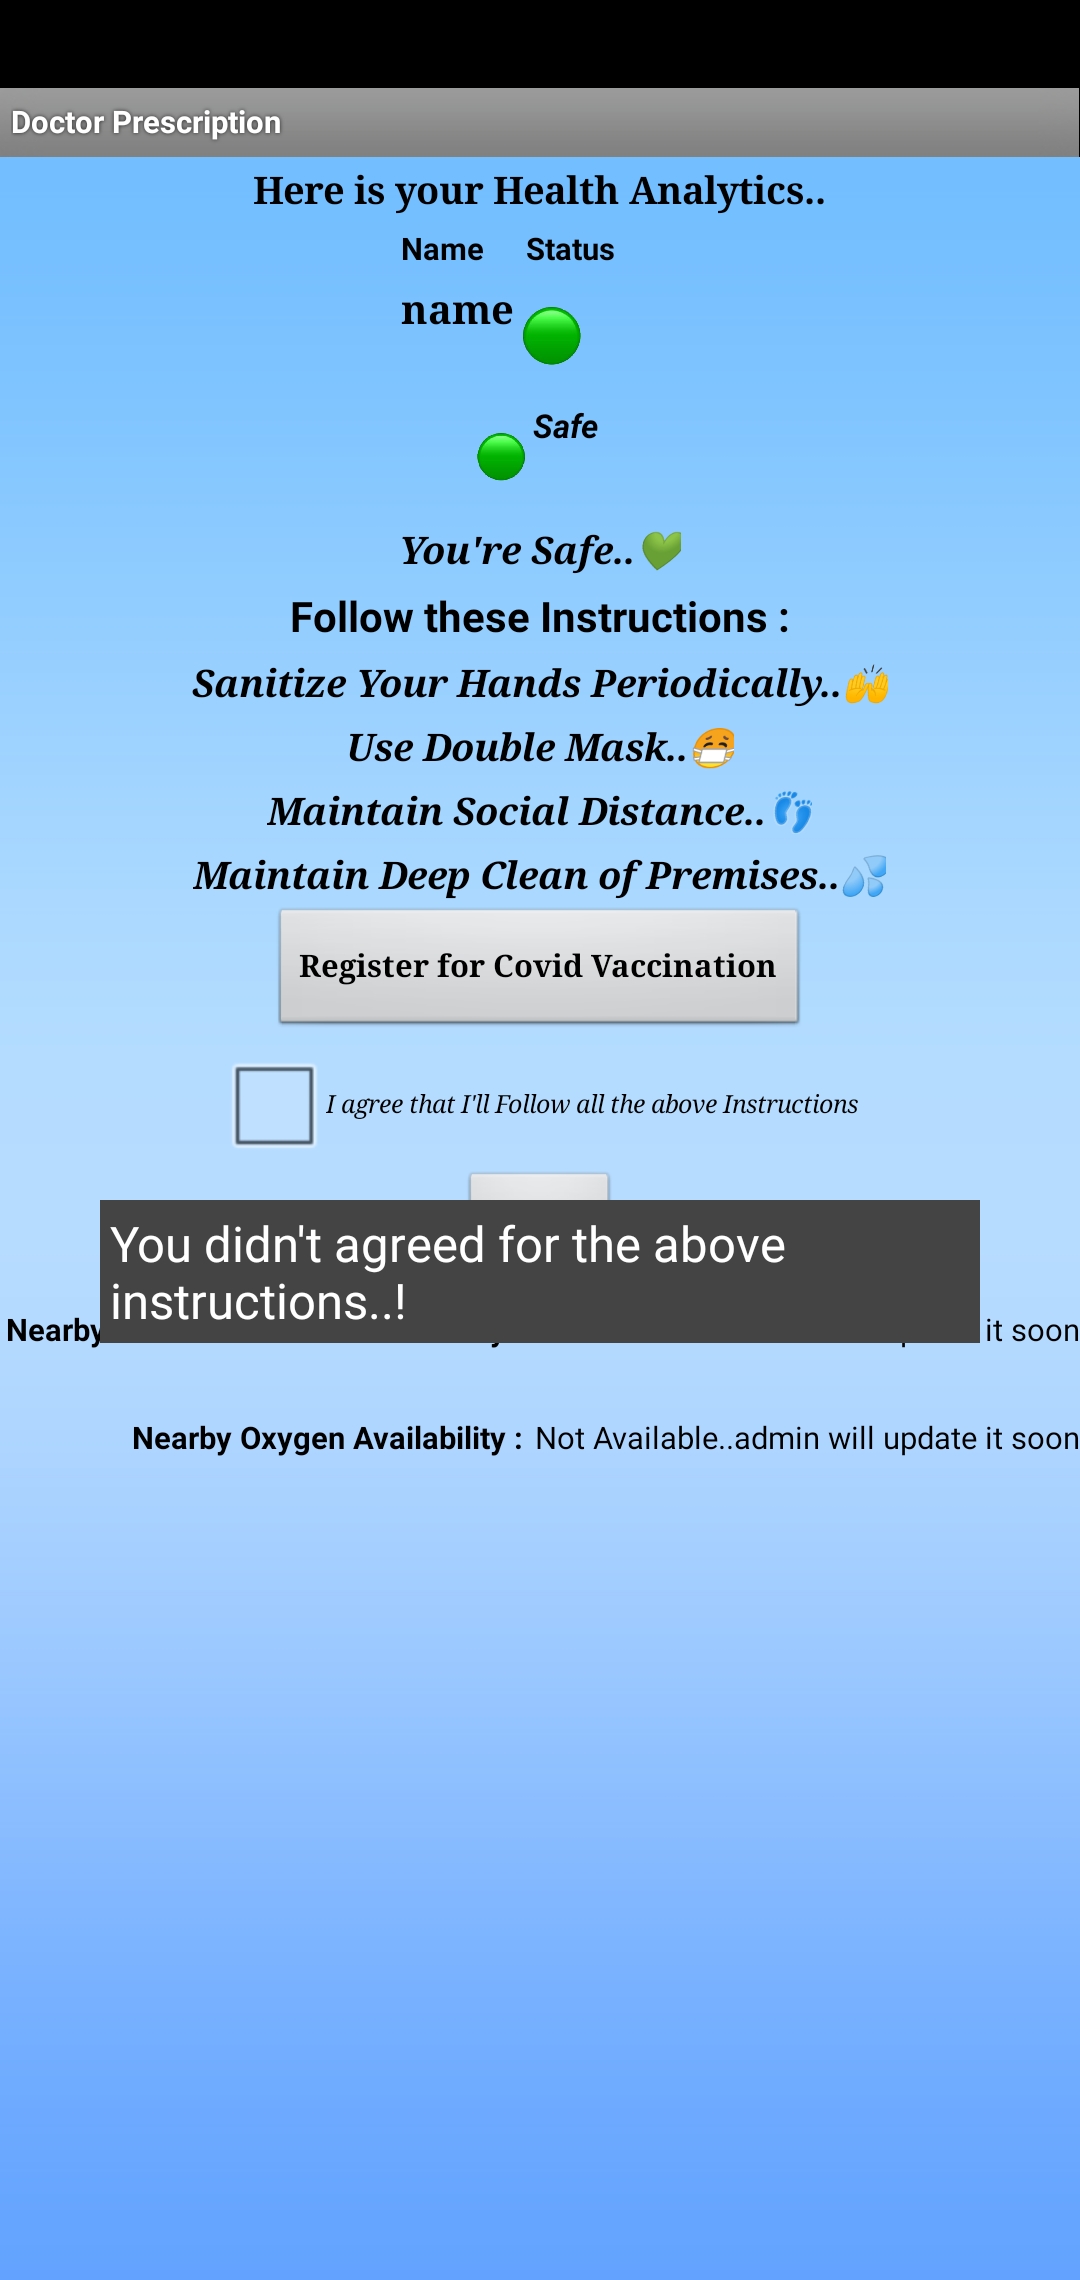 Doctor Prescription
Here is your Health Analytics..
Name Status
name
Safe
You're Safe..💚
Follow these Instructions :
Sanitize Your Hands Periodically..🙌
Use Double Mask..😷
Maintain Social Distance..👣
Maintain Deep Clean of Premises..💦
Register for Covid Vaccination
I agree that I'll Follow all the above Instructions
You didn't agreed for the above
instructions..!
Nearby it soon
Nearby Oxygen Availability : Not Available..admin will update it soon